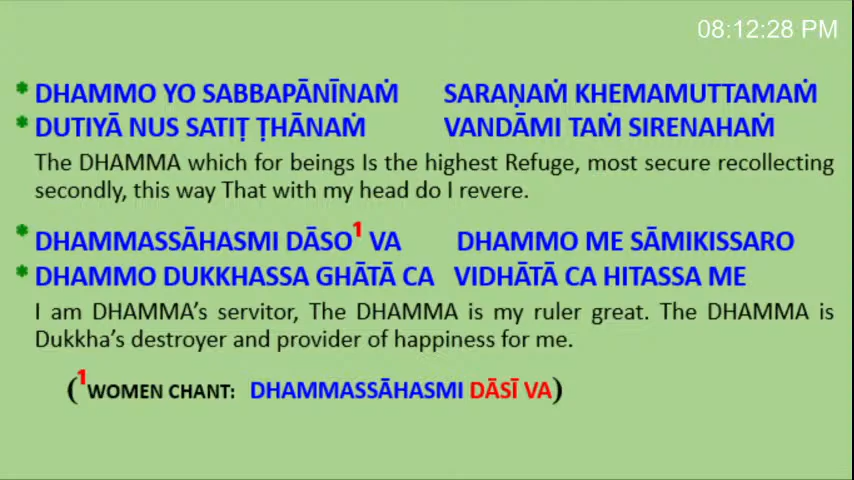 08:12:28 PM
* DHAMMO YO SABBAPĀNĪNAṀ SARAṆAṀ KHEMAMUTTAMAṀ
* DUTIYĀ NUS SATIṬ ṬHĀNAṀ VANDĀMI TAṀ SIRENAHAṀ
The DHAMMA which for beings Is the highest Refuge, most secure recollecting
secondly, this way That with my head do I revere.
* DHAMMASSĀHASMI DĀSO¹ VA DHAMMO ME SĀMIKISSARO
* DHAMMO DUKKHASSA GHĀTĀ CA VIDHĀTĀ CA HITASSA ME
I am DHAMMA’s servitor, The DHAMMA is my ruler great. The DHAMMA is
Dukkha’s destroyer and provider of happiness for me.
(¹WOMEN CHANT: DHAMMASSĀHASMI DĀSĪ VA)